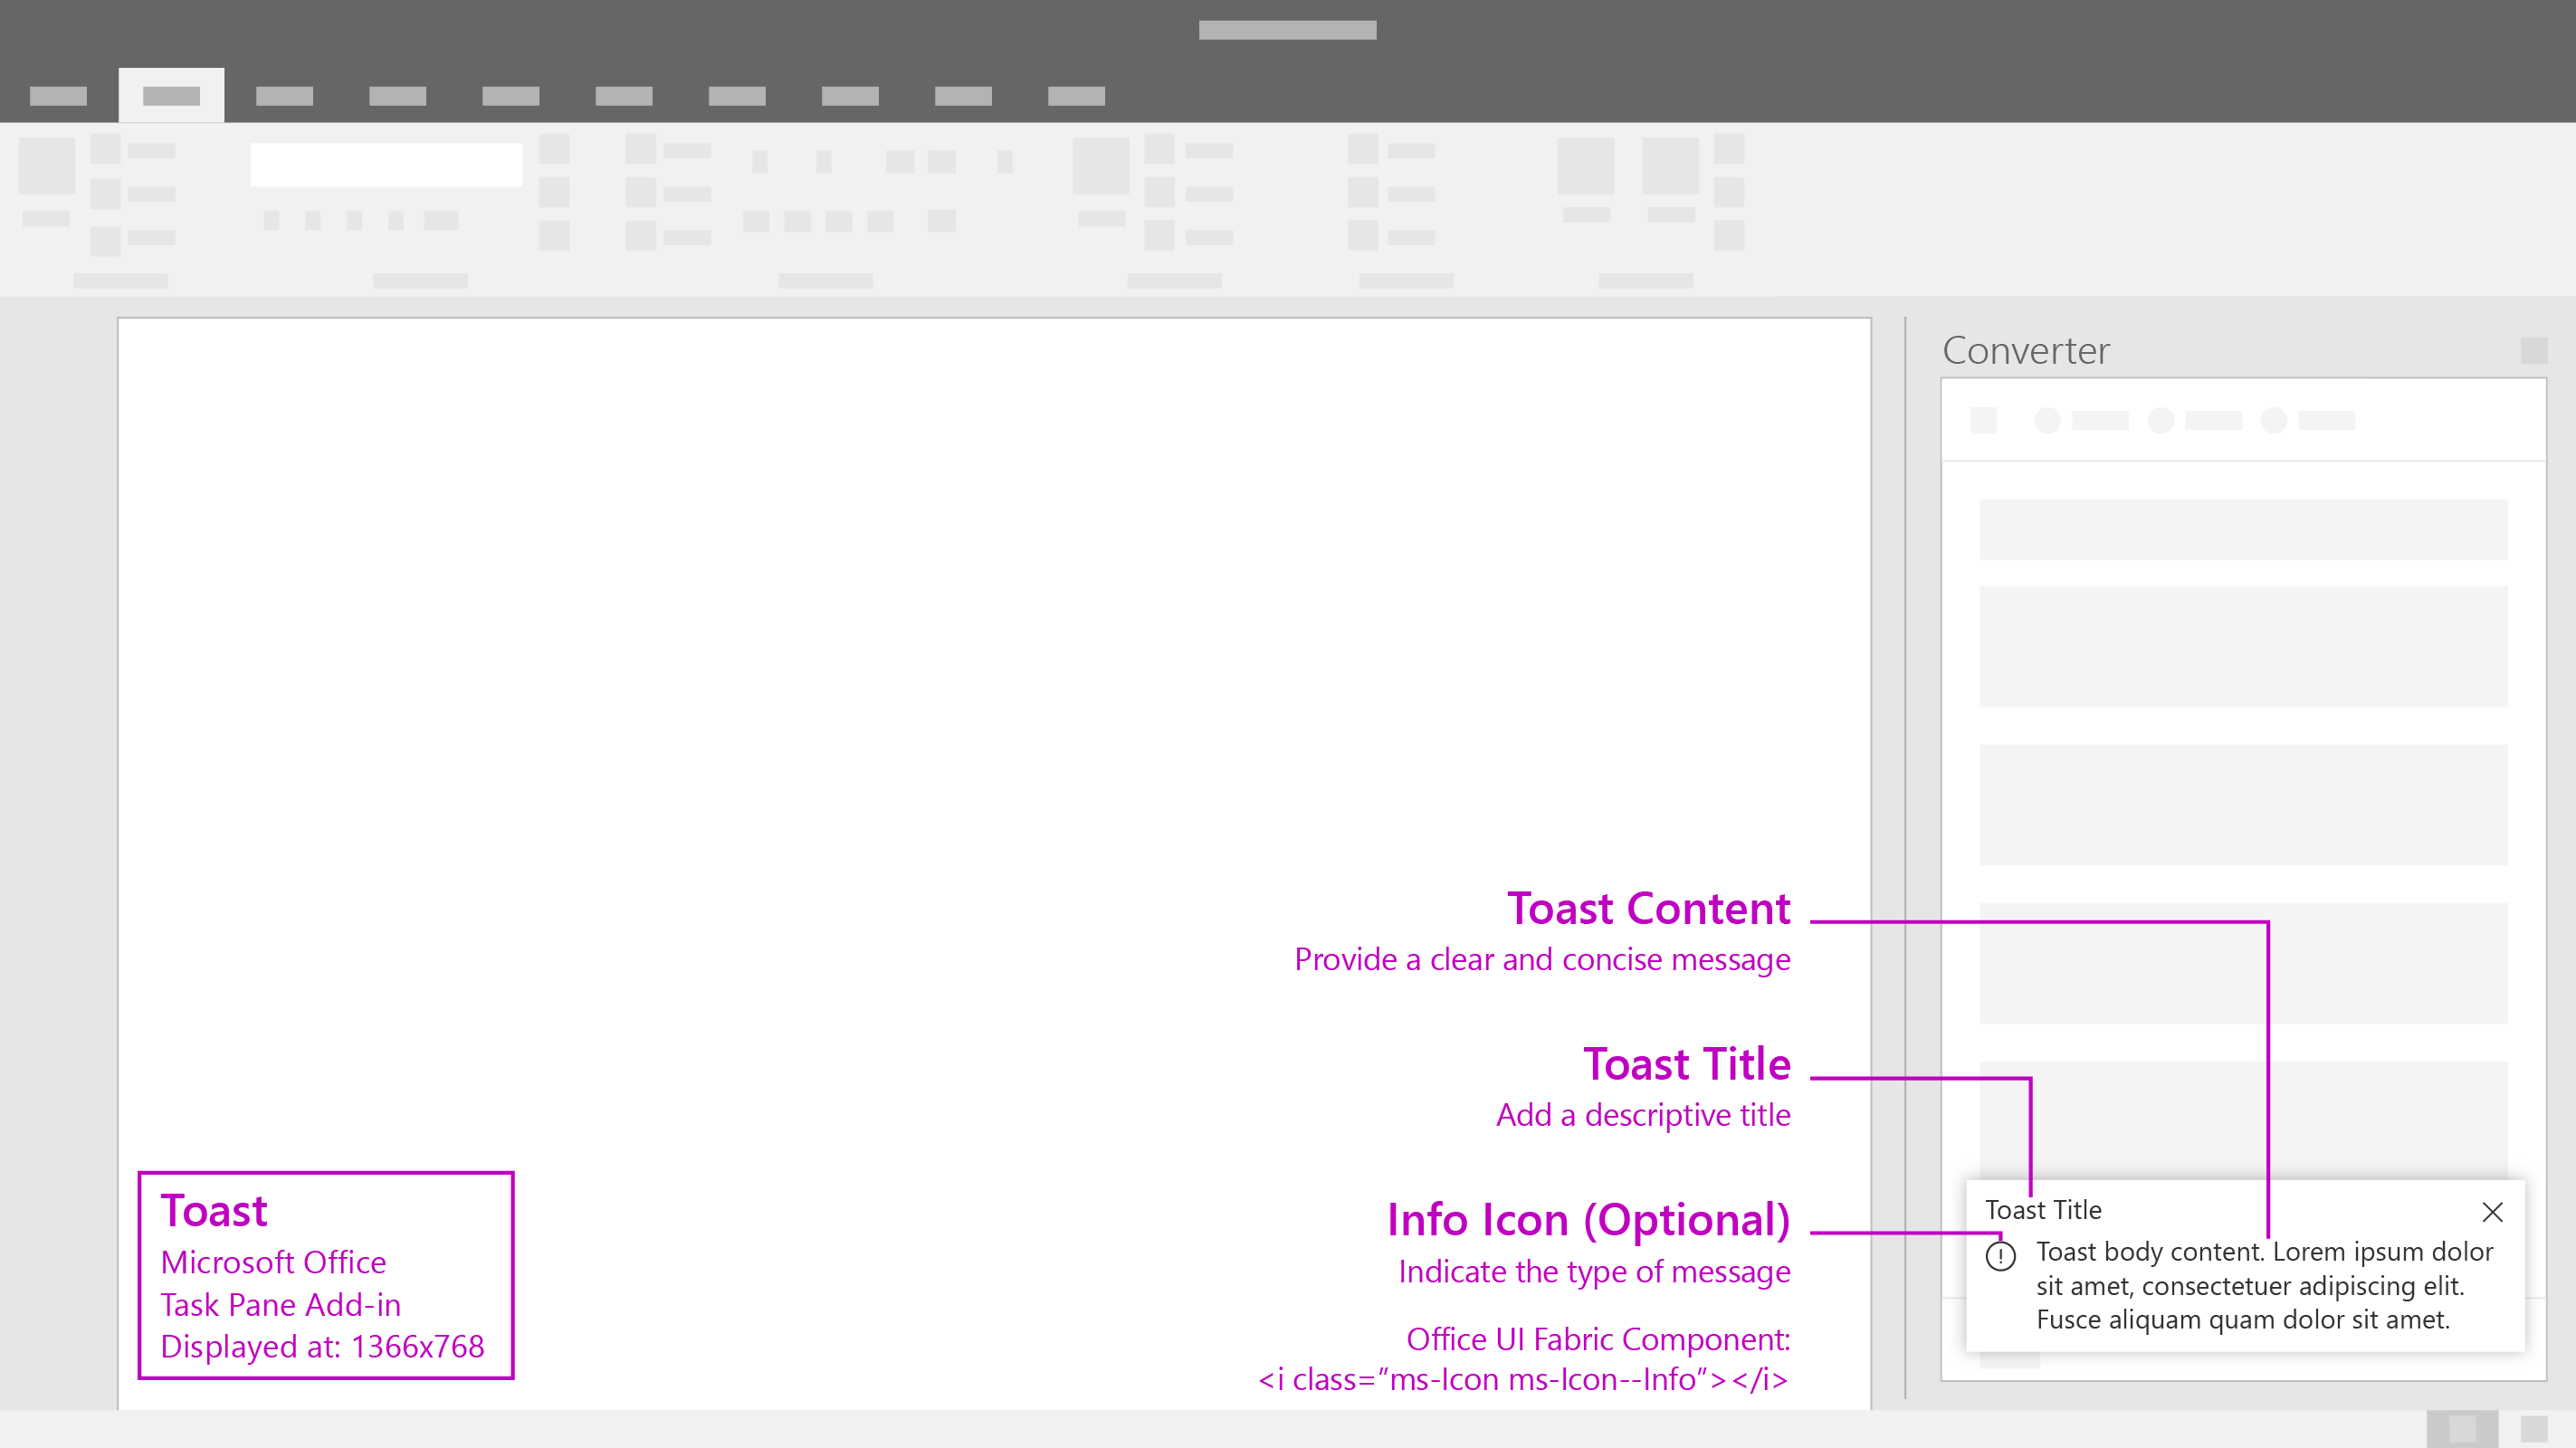 Converter
Toast Content
Provide a clear and concise message
Toast Title
Add a descriptive title
Info Icon (Optional)
Indicate the type of message
Office UI Fabric Component:
<i class=”ms-Icon ms-Icon--Info”></i>
Toast
Microsoft Office
Task Pane Add-in
Displayed at: 1366x768
Toast Title
Toast body content. Lorem ipsum dolor
sit amet, consectetuer adipiscing elit.
Fusce aliquam quam dolor sit amet.